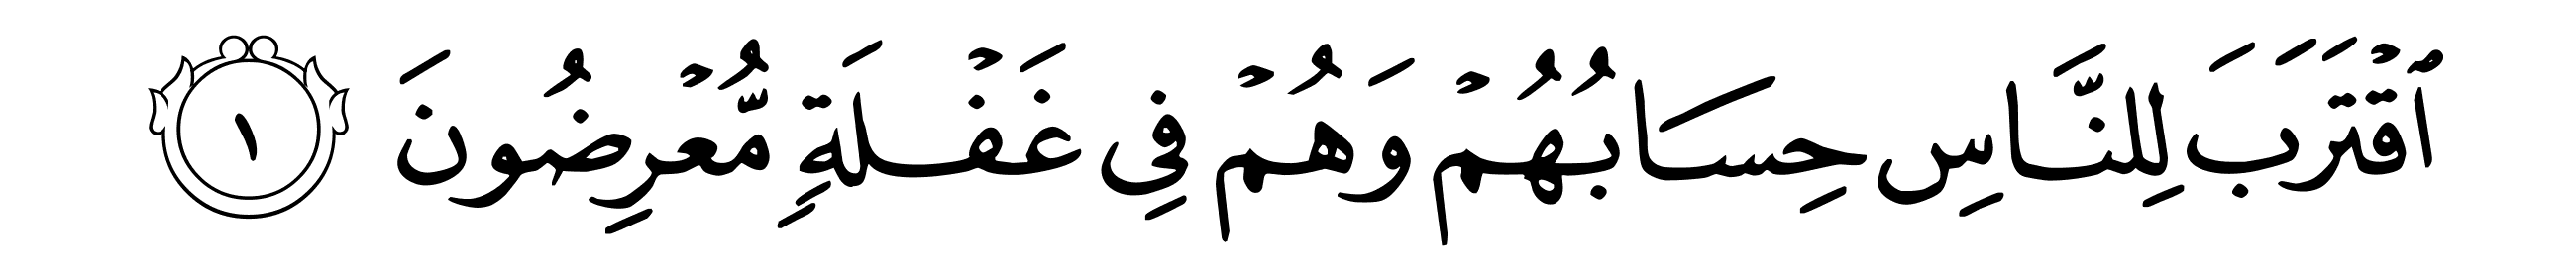 ٱقۡتَرَبَ لِلنَّاسِ حِسَابُهُمۡ وَهُمۡ فِي غَفۡلَةٖ مُّعۡرِضُونَ ١